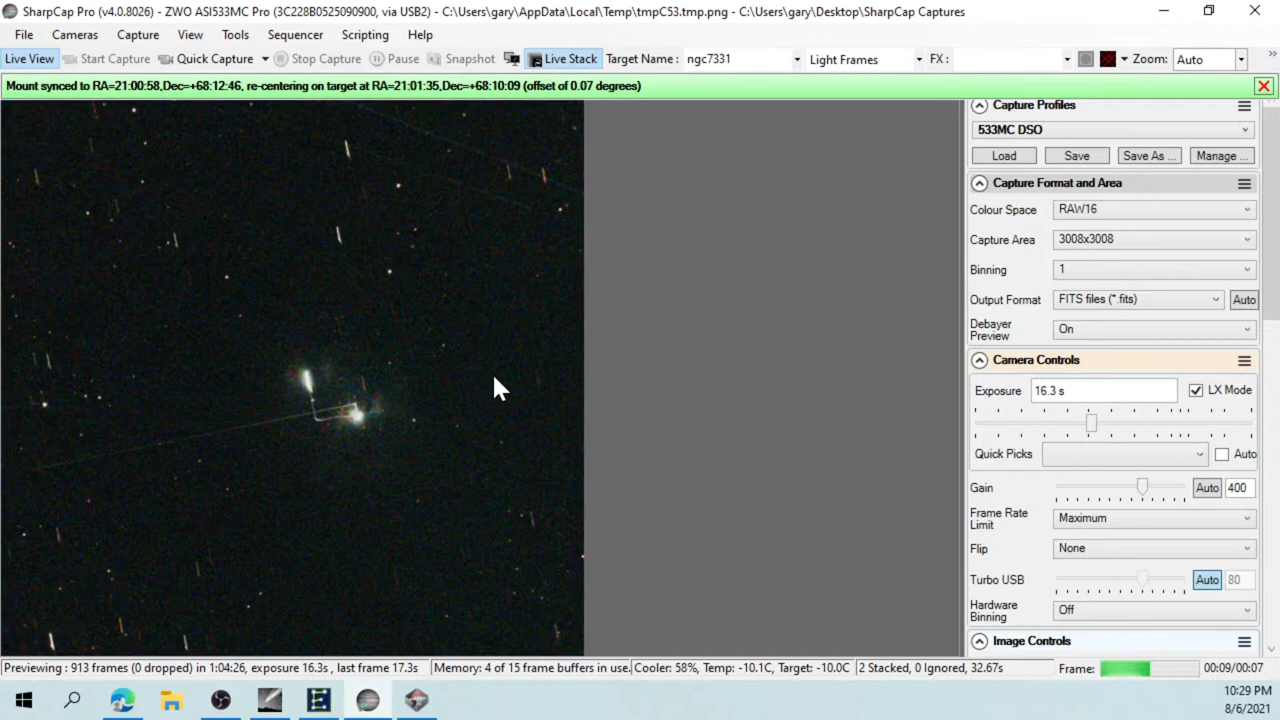 SharpCap Pro (v4.0.8026) - ZWO ASI533MC Pro (3C228B0525090900, via USB2) - C:\Users\gary\AppData\Local\Temp\tmpC53.tmp.png - C:\Users\gary\Desktop\SharpCap Captures
File Cameras Capture View Tools Sequencer Scripting Help
Live View Start Capture Quick Capture Stop Capture Pause Snapshot Live Stack Target Name : ngc7331 Light Frames FX : Zoom: Auto
Mount synced to RA=21:00:58,Dec=+68:12:46, re-centering on target at RA=21:01:35,Dec=+68:10:09 (offset of 0.07 degrees)
Capture Profiles
533MC DSO
Load Save Save As ... Manage ...
Capture Format and Area
Colour Space RAW16
Capture Area 3008x3008
Binning 1
Output Format FITS files (*.fits) Auto
Debayer Preview On
Camera Controls
Exposure 16.3 s LX Mode
Quick Picks Auto
Gain Auto 400
Frame Rate Limit Maximum
Flip None
Turbo USB Auto 80
Hardware Binning Off
Image Controls
Previewing : 913 frames (0 dropped) in 1:04:26, exposure 16.3s , last frame 17.3s Memory: 4 of 15 frame buffers in use. Cooler: 58%, Temp: -10.1C, Target: -10.0C 2 Stacked, 0 Ignored, 32.67s Frame: 00:09/00:07
10:29 PM
8/6/2021